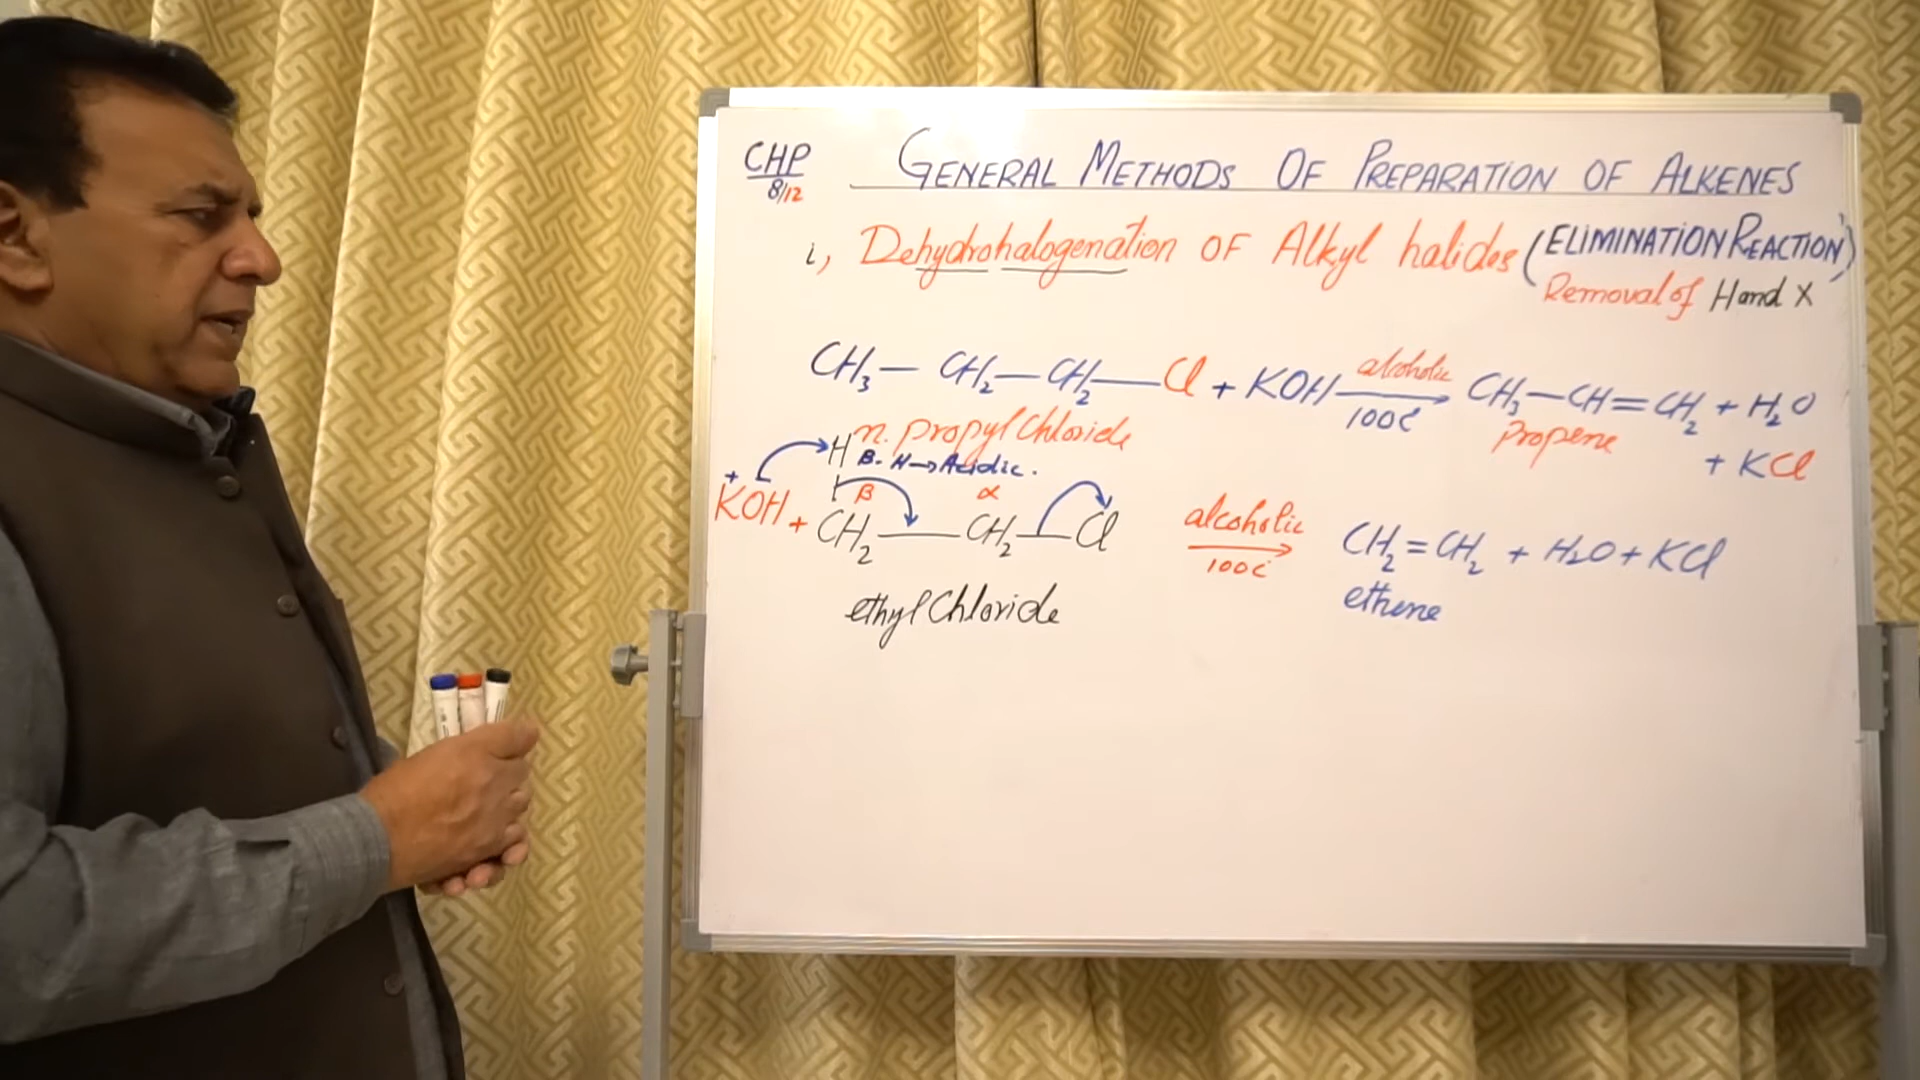 CHP GENERAL METHODS OF PREPARATION OF ALKENES
8/12
i, Dehydrohalogenation OF Alkyl halides (ELIMINATION REACTION)
Removal of H and X
CH₃— CH₂—CH₂—Cl + KOH alcoholic 100C CH₃—CH=CH₂ + H₂O
n. propyl Chloride Propene + KCl
H β-H→Acidic.
β α
+
KOH + CH₂—CH₂—Cl alcoholic 100C CH₂=CH₂ + H₂O + KCl
ethyl Chloride ethene